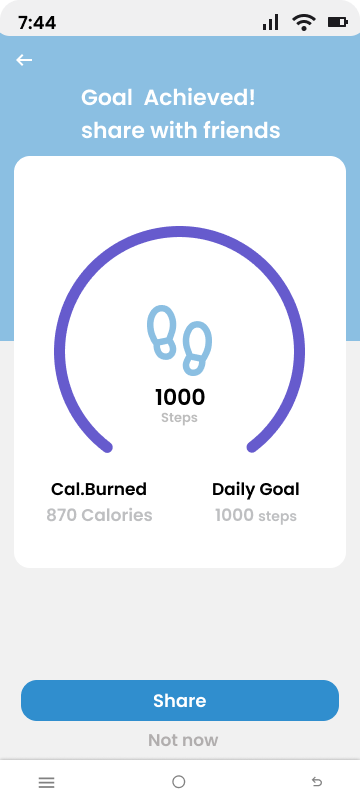 7:44
Goal Achieved!
share with friends
1000
Steps
Cal.Burned
Daily Goal
870 Calories
1000 steps
Share
Not now